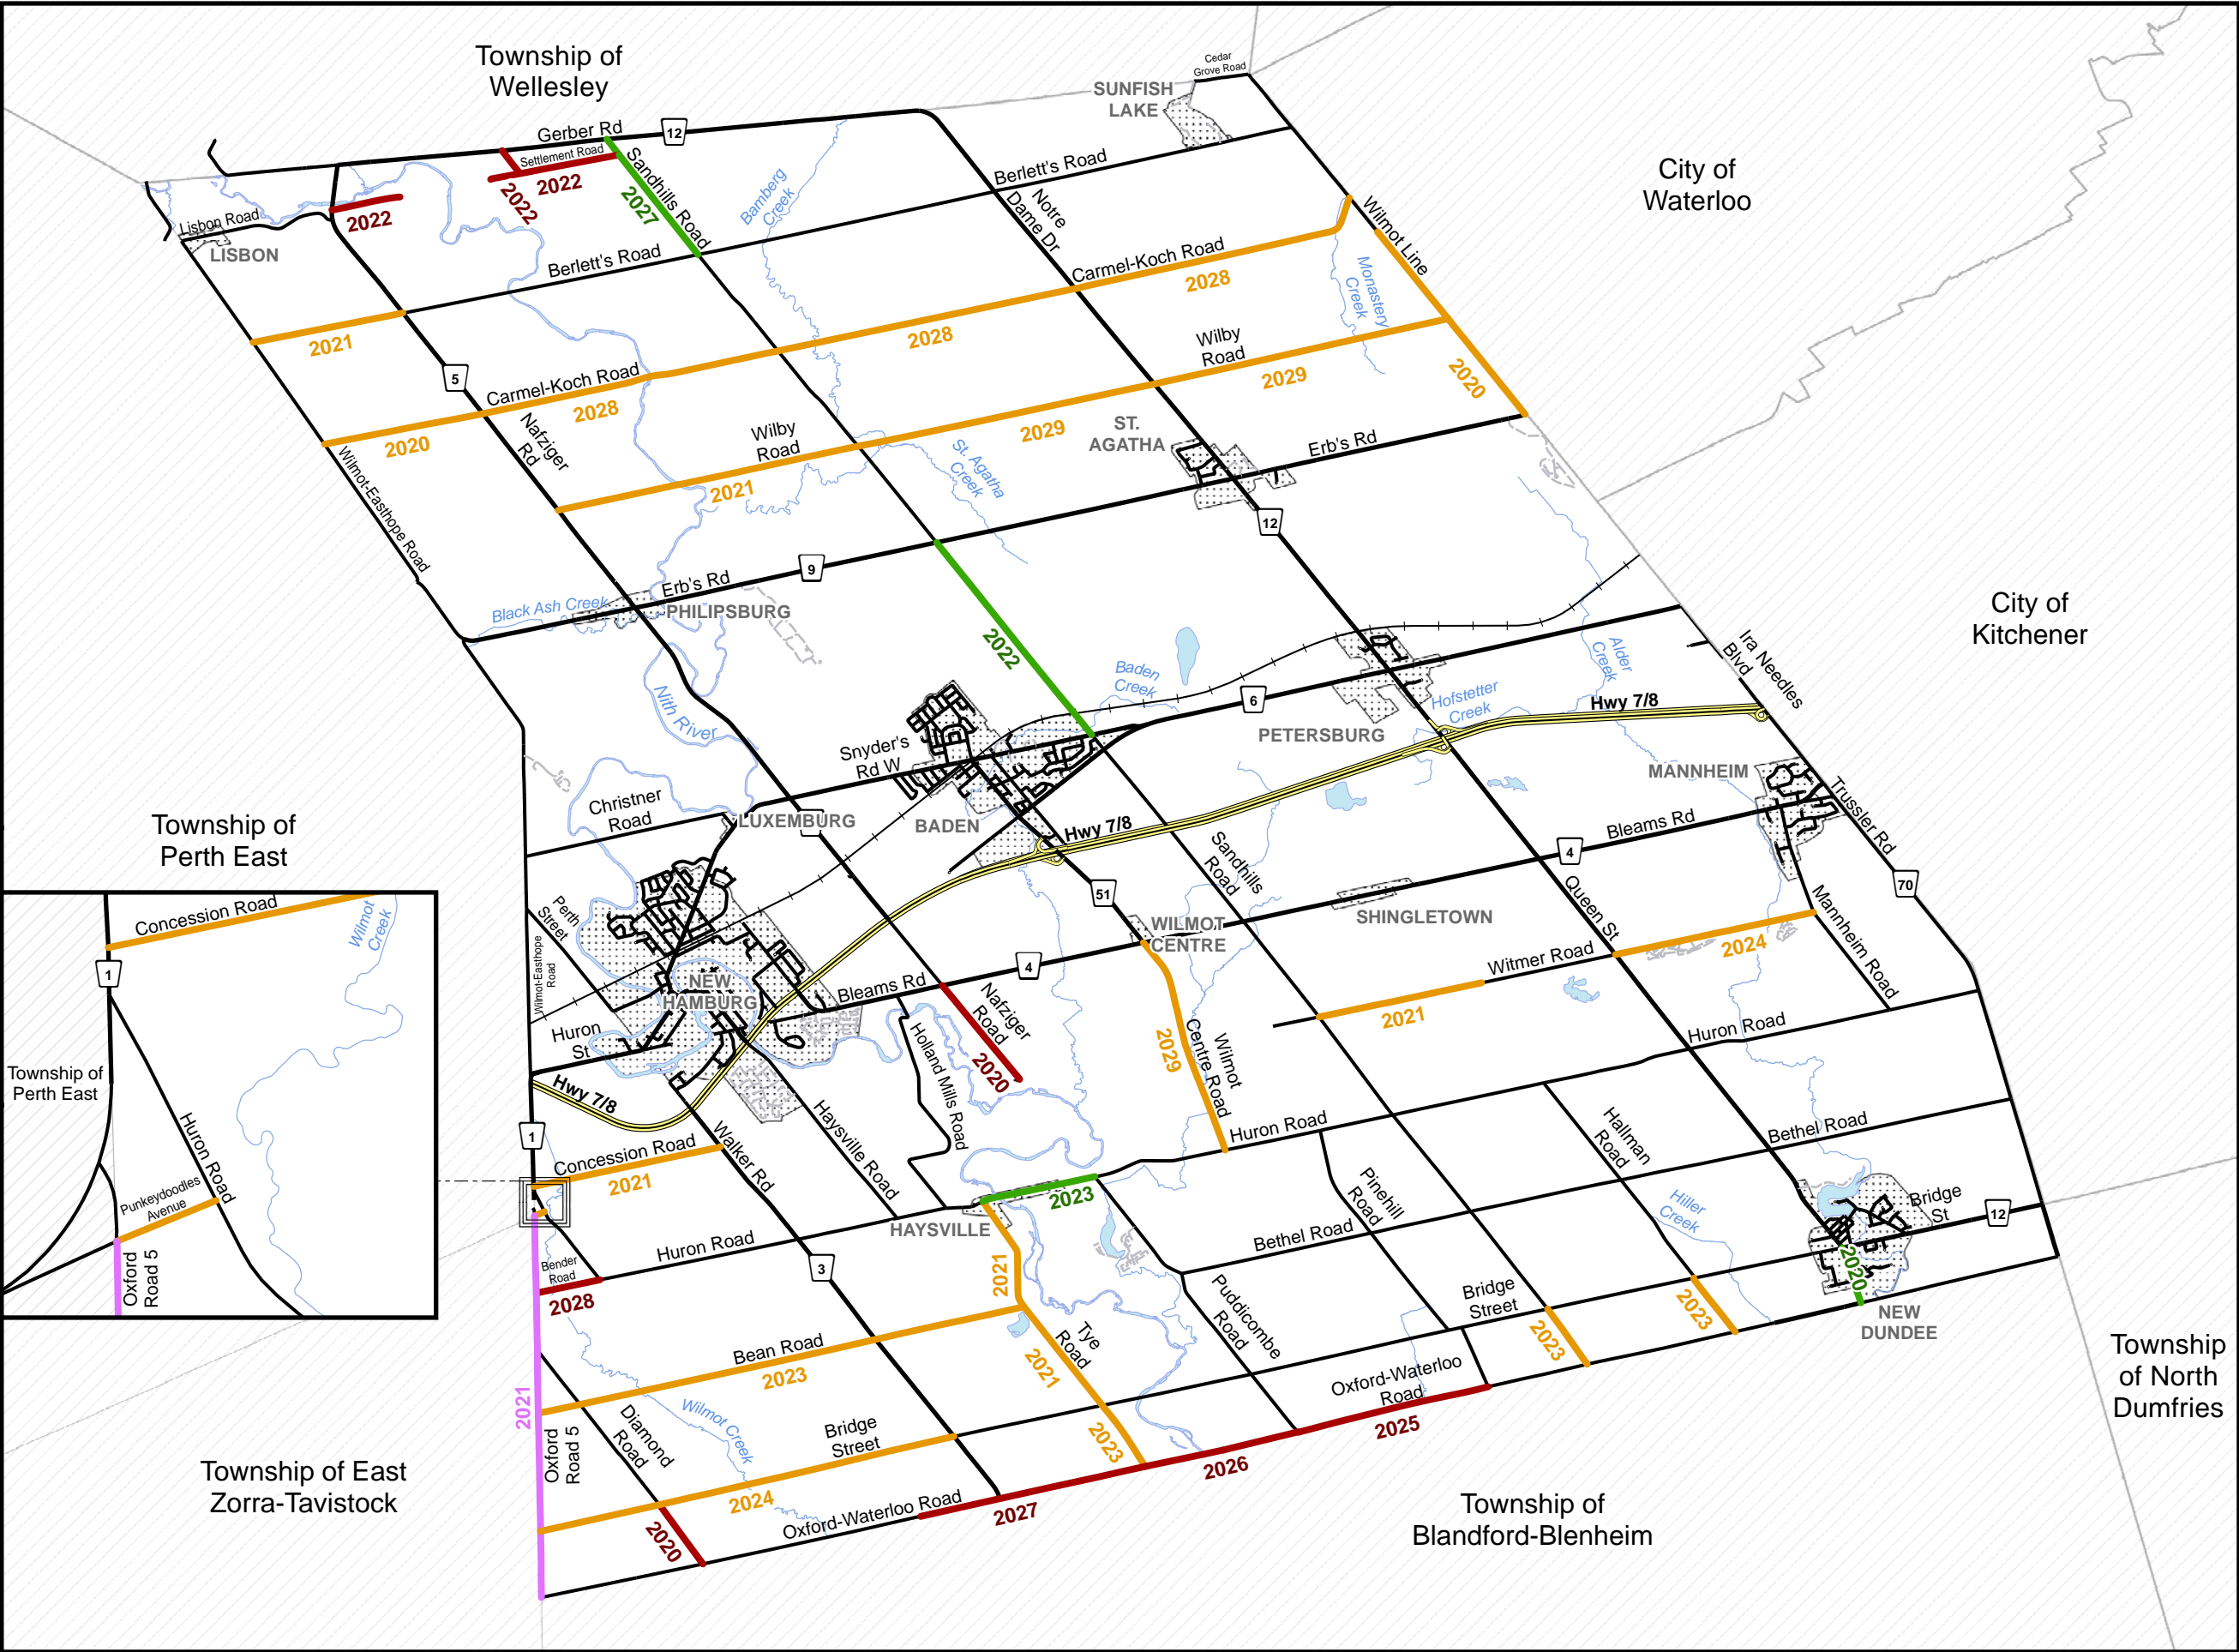 Township of
Wellesley
Cedar
Grove Road
SUNFISH
LAKE
Gerber Rd
12
Settlement Road
2022
2022
Sandhills Road
2027
Bamberg
Creek
Berlett's Road
Notre
Dame Dr
City of
Waterloo
Lisbon Road
2022
LISBON
Berlett's Road
Wilmot Line
Carmel-Koch Road
2028
Monastery
Creek
2021
2028
Wilby
Road
2029
2020
5
Carmel-Koch Road
2028
2020
Nafziger
Rd
Wilby
Road
2029
2021
ST.
AGATHA
Erb's Rd
St. Agatha
Creek
Wilmot-Easthope Road
12
9
Erb's Rd
Black Ash Creek
PHILIPSBURG
2022
City of
Kitchener
Ira Needles
Blvd
Alder
Creek
Baden
Creek
Nith River
6
Hofstetter
Creek
Hwy 7/8
PETERSBURG
Snyder's
Rd W
MANNHEIM
Trussler Rd
Christner
Road
LUXEMBURG
BADEN
Hwy 7/8
Bleams Rd
4
Sandhills
Road
Township of
Perth East
70
51
Queen St
Mannheim Road
Perth
Street
WILMOT
CENTRE
SHINGLETOWN
2024
Witmer Road
Wilmot-Easthope
Road
NEW
HAMBURG
4
Bleams Rd
Nafziger
Road
2020
2021
Huron
St
Holland Mills Road
2029
Wilmot
Centre Road
Huron Road
Hwy 7/8
Haysville Road
Huron Road
Hallman
Road
Bethel Road
1
Walker Rd
Concession Road
2021
Pinehill
Road
2023
HAYSVILLE
Hiller
Creek
Bridge
St
12
Huron Road
Bethel Road
Bender
Road
2028
3
2021
Puddicombe
Road
Bridge
Street
2020
NEW
DUNDEE
2023
2023
Tye
Road
2021
Bean Road
2023
Township
of North
Dumfries
Oxford-Waterloo
Road
2025
2021
Oxford
Road 5
Diamond
Road
Wilmot Creek
Bridge
Street
2023
2026
2024
Township of East
Zorra-Tavistock
2020
Oxford-Waterloo Road
2027
Township of
Blandford-Blenheim
Concession Road
Wilmot
Creek
1
Township of
Perth East
Huron Road
Punkeydoodles
Avenue
Oxford
Road 5